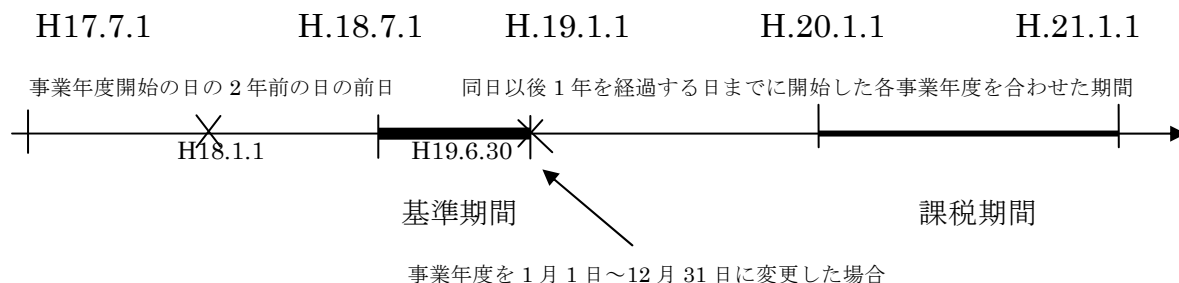 H17.7.1 H.18.7.1 H.19.1.1 H.20.1.1 H.21.1.1
事業年度開始の日の 2 年前の日の前日 同日以後 1 年を経過する日までに開始した各事業年度を合わせた期間
H18.1.1 H19.6.30
基準期間 課税期間
事業年度を 1 月 1 日～12 月 31 日に変更した場合